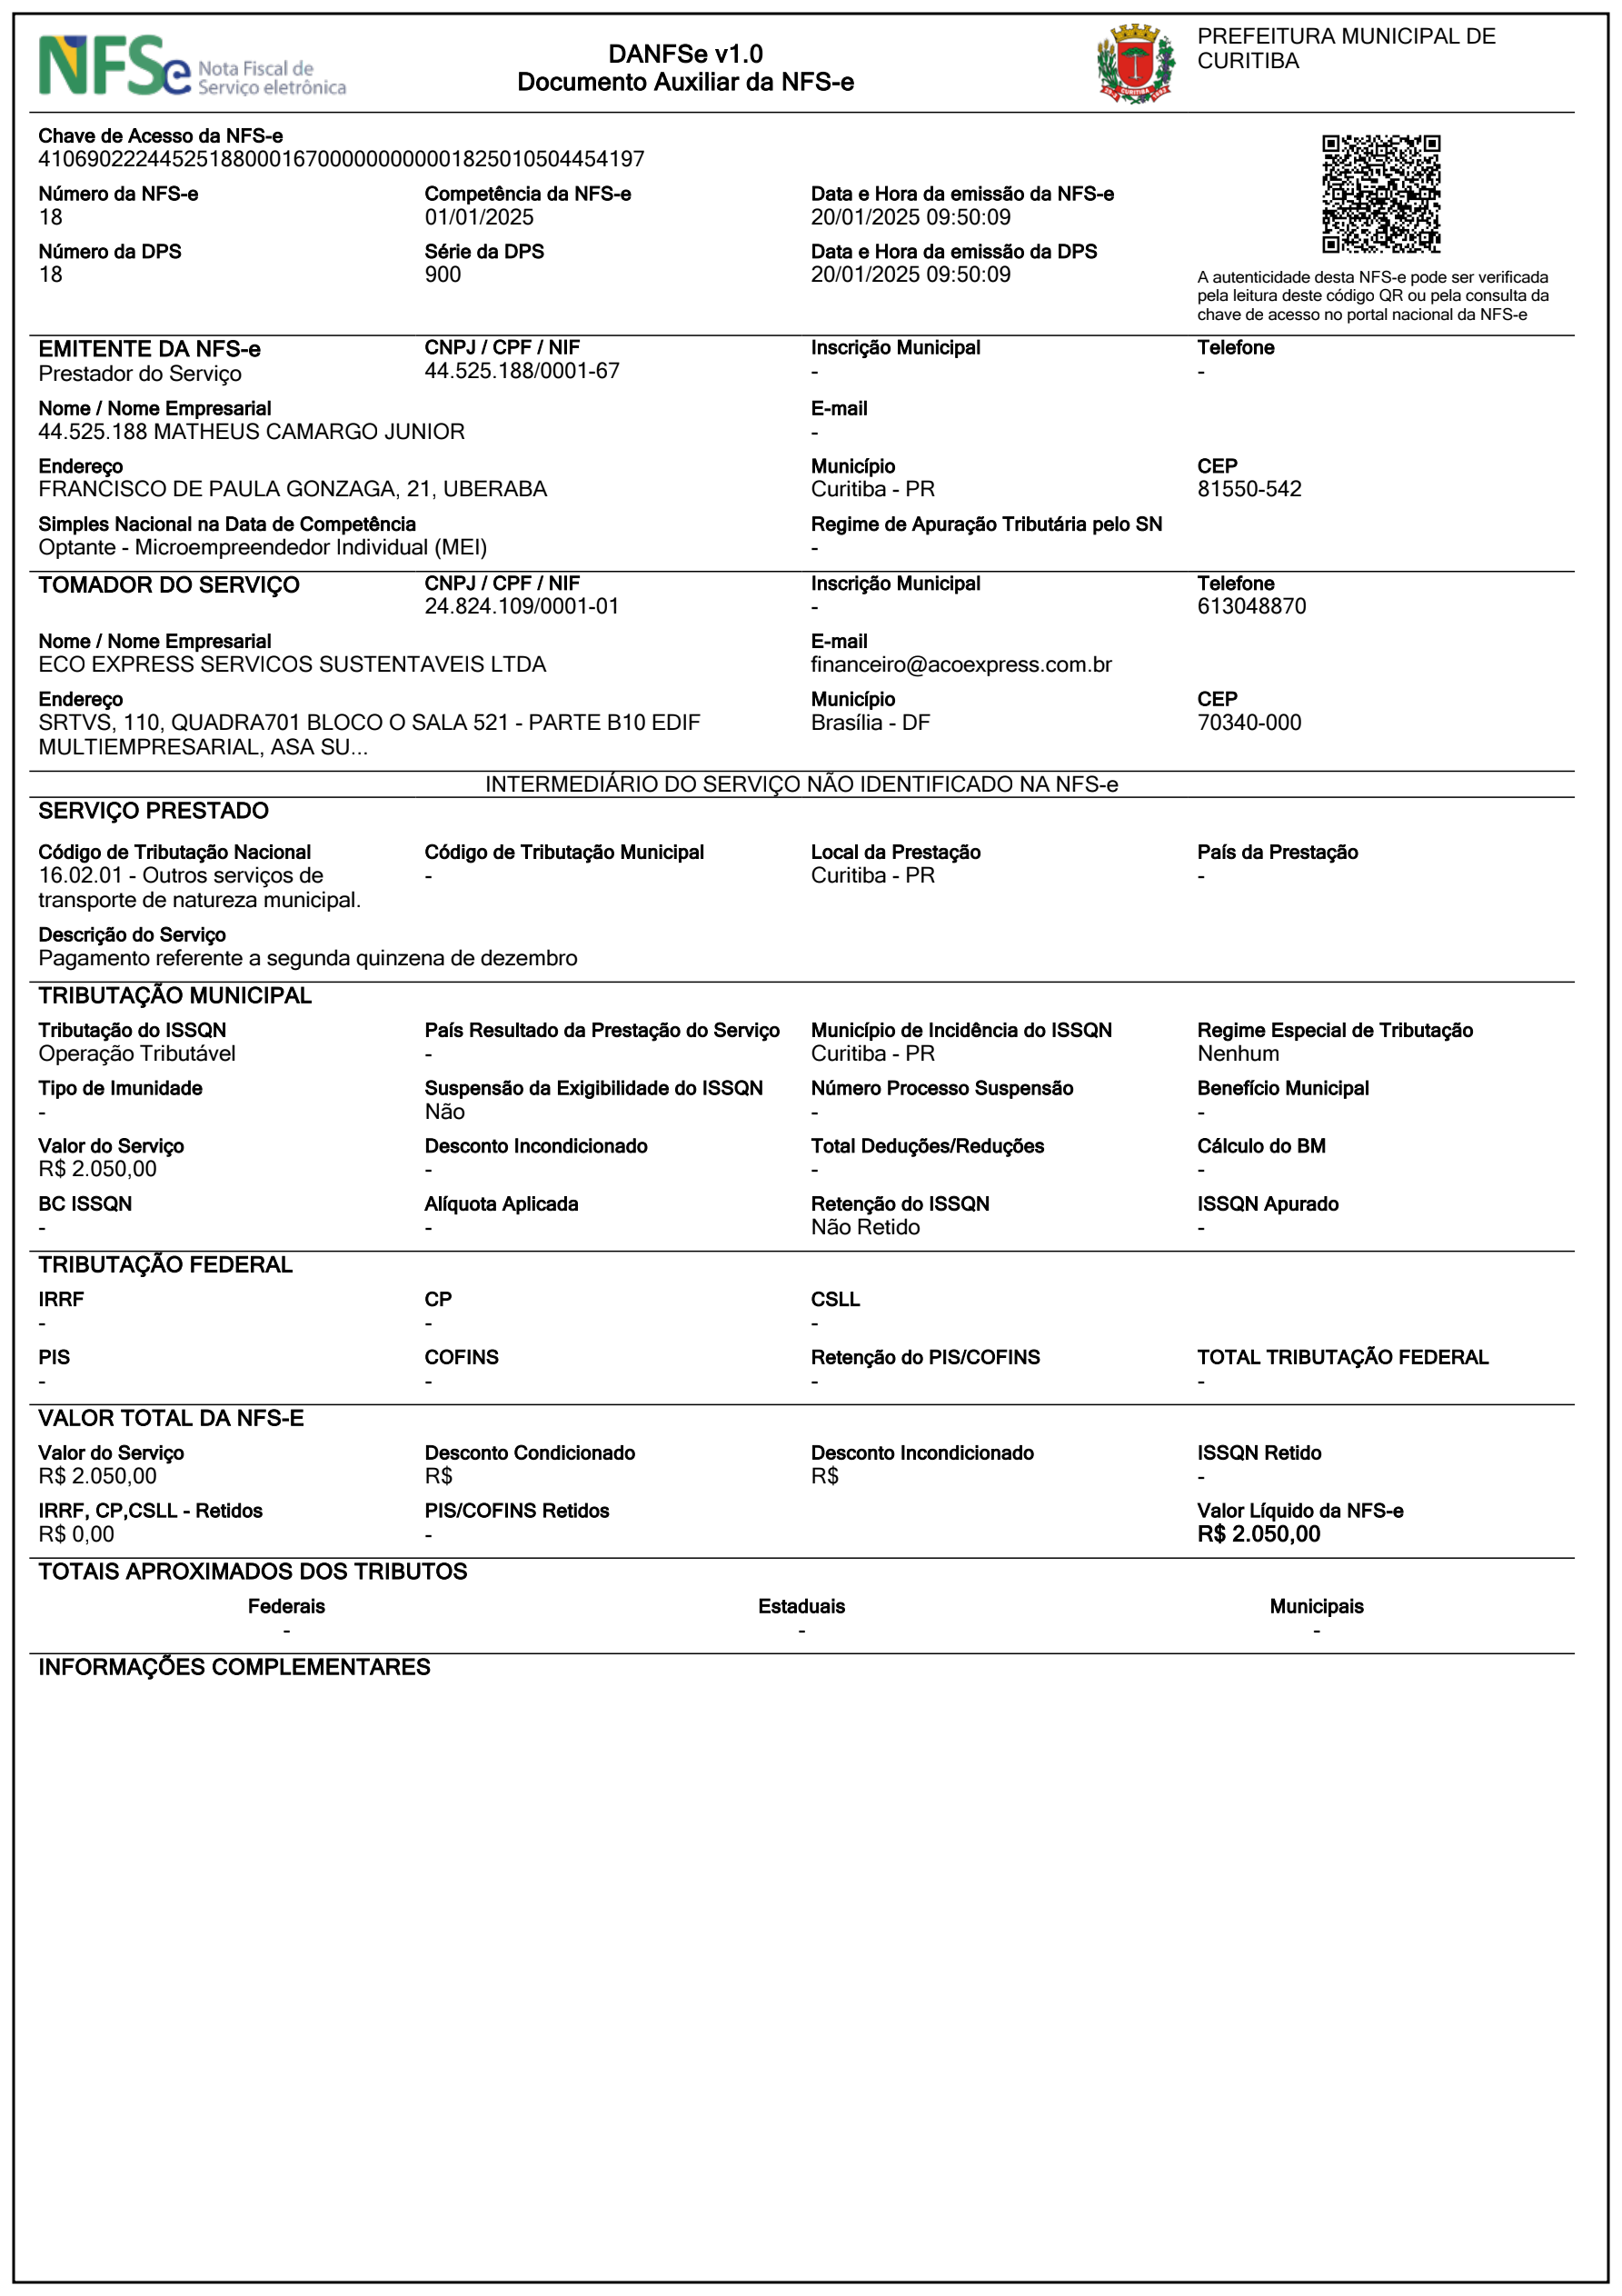 NFSe Nota Fiscal de
Serviço eletrônica
DANFSe v1.0
Documento Auxiliar da NFS-e
PREFEITURA MUNICIPAL DE
CURITIBA
Chave de Acesso da NFS-e
41069022244525188000167000000000001825010504454197
Número da NFS-e
18
Competência da NFS-e
01/01/2025
Data e Hora da emissão da NFS-e
20/01/2025 09:50:09
Número da DPS
18
Série da DPS
900
Data e Hora da emissão da DPS
20/01/2025 09:50:09
A autenticidade desta NFS-e pode ser verificada
pela leitura deste código QR ou pela consulta da
chave de acesso no portal nacional da NFS-e
EMITENTE DA NFS-e
Prestador do Serviço
CNPJ / CPF / NIF
44.525.188/0001-67
Inscrição Municipal
-
Telefone
-
Nome / Nome Empresarial
44.525.188 MATHEUS CAMARGO JUNIOR
E-mail
-
Endereço
FRANCISCO DE PAULA GONZAGA, 21, UBERABA
Município
Curitiba - PR
CEP
81550-542
Simples Nacional na Data de Competência
Optante - Microempreendedor Individual (MEI)
Regime de Apuração Tributária pelo SN
-
TOMADOR DO SERVIÇO
CNPJ / CPF / NIF
24.824.109/0001-01
Inscrição Municipal
-
Telefone
613048870
Nome / Nome Empresarial
ECO EXPRESS SERVICOS SUSTENTAVEIS LTDA
E-mail
financeiro@acoexpress.com.br
Endereço
SRTVS, 110, QUADRA701 BLOCO O SALA 521 - PARTE B10 EDIF
MULTIEMPRESARIAL, ASA SU...
Município
Brasília - DF
CEP
70340-000
INTERMEDIÁRIO DO SERVIÇO NÃO IDENTIFICADO NA NFS-e
SERVIÇO PRESTADO
Código de Tributação Nacional
16.02.01 - Outros serviços de
transporte de natureza municipal.
Código de Tributação Municipal
-
Local da Prestação
Curitiba - PR
País da Prestação
-
Descrição do Serviço
Pagamento referente a segunda quinzena de dezembro
TRIBUTAÇÃO MUNICIPAL
Tributação do ISSQN
Operação Tributável
País Resultado da Prestação do Serviço
-
Município de Incidência do ISSQN
Curitiba - PR
Regime Especial de Tributação
Nenhum
Tipo de Imunidade
-
Suspensão da Exigibilidade do ISSQN
Não
Número Processo Suspensão
-
Benefício Municipal
-
Valor do Serviço
R$ 2.050,00
Desconto Incondicionado
-
Total Deduções/Reduções
-
Cálculo do BM
-
BC ISSQN
-
Alíquota Aplicada
-
Retenção do ISSQN
Não Retido
ISSQN Apurado
-
TRIBUTAÇÃO FEDERAL
IRRF
-
CP
-
CSLL
-
PIS
-
COFINS
-
Retenção do PIS/COFINS
-
TOTAL TRIBUTAÇÃO FEDERAL
-
VALOR TOTAL DA NFS-E
Valor do Serviço
R$ 2.050,00
Desconto Condicionado
R$
Desconto Incondicionado
R$
ISSQN Retido
-
IRRF, CP,CSLL - Retidos
R$ 0,00
PIS/COFINS Retidos
-
Valor Líquido da NFS-e
R$ 2.050,00
TOTAIS APROXIMADOS DOS TRIBUTOS
Federais
-
Estaduais
-
Municipais
-
INFORMAÇÕES COMPLEMENTARES